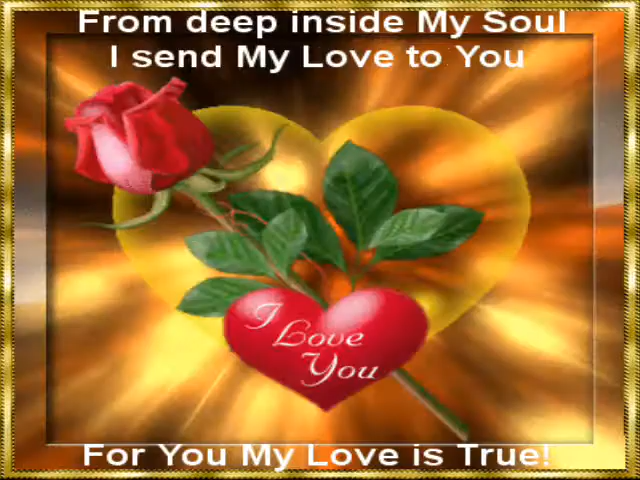 From deep inside My Soul
I send My Love to You
I
Love
You
For You My Love is True!